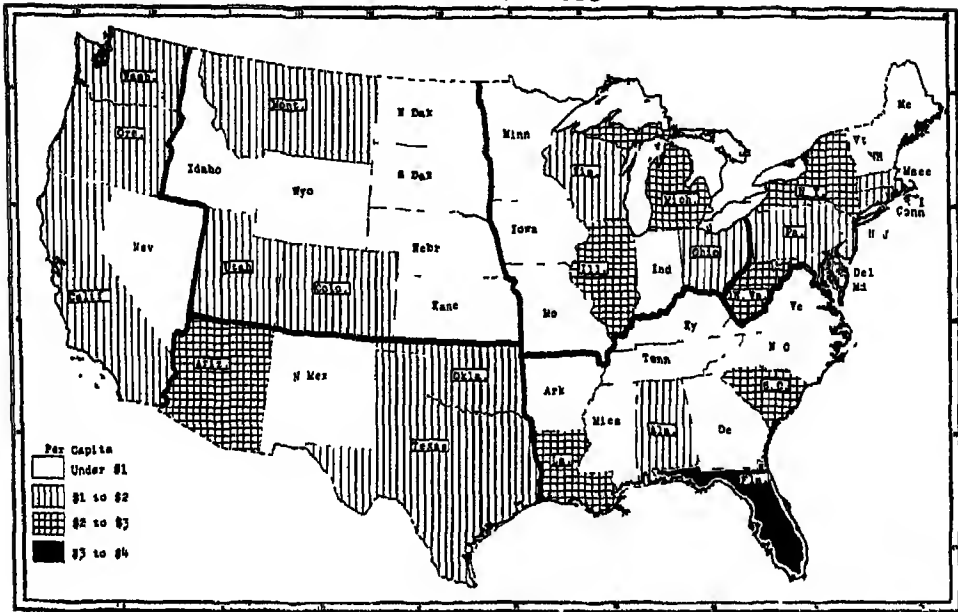 Wash.
Mont.
N Dak
Minn
Me
Ore.
Idaho
S Dak
Wis.
Vt
NH
Mass
Wyo
Mich.
N.Y.
R I
Conn
Nev
Nebr
Iowa
Pa.
N J
Utah
Ill.
Ind
Ohio
Del
Md
Calif
Colo.
Kans
Mo
W.Va.
Va
Ky
Ariz.
N Mex
Okla.
Tenn
N C
Ark
S.C.
Miss
Ala.
Ge
Texas
La.
Per Capita
Under $1
$1 to $2
$2 to $3
$3 to $4